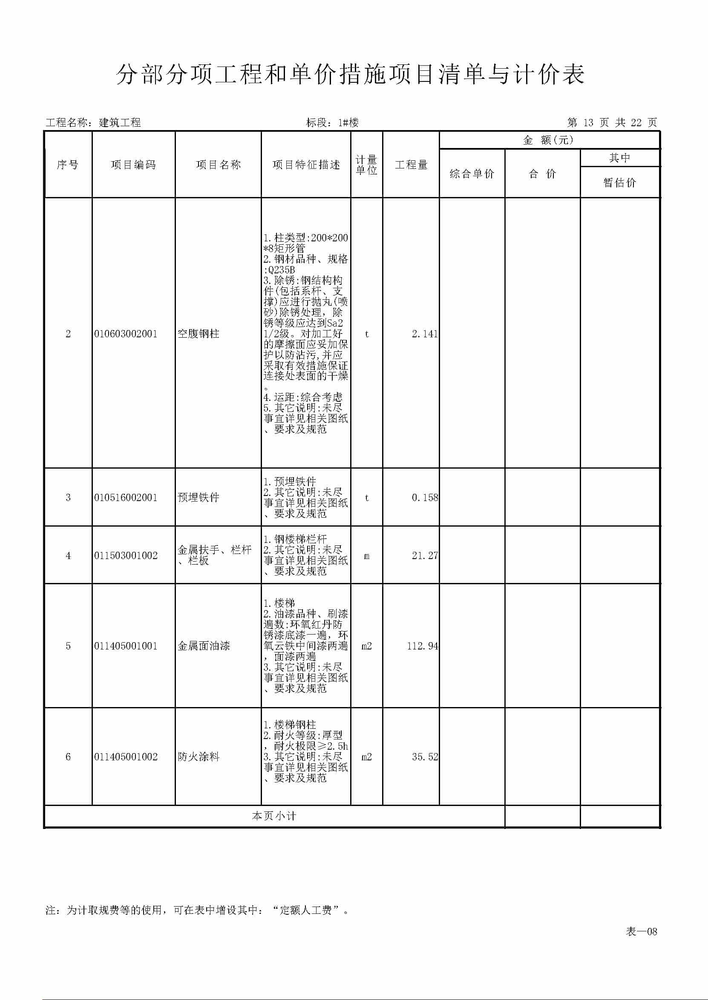 分部分项工程和单价措施项目清单与计价表
工程名称：建筑工程 标段：1#楼 第 13 页 共 22 页
金 额(元)
序号 项目编码 项目名称 项目特征描述 计量 工程量 综合单价 合 价 其中
单位
暂估价
1.柱类型:200*200
*8矩形管
2.钢材品种、规格
:Q235B
3.除锈:钢结构构
件(包括系杆、支
撑)应进行抛丸(喷
砂)除锈处理，除
锈等级应达到Sa2
2 010603002001 空腹钢柱 1/2级。对加工好 t 2.141
的摩擦面应妥加保
护以防沾污,并应
采取有效措施保证
连接处表面的干燥
。
4.运距:综合考虑
5.其它说明:未尽
事宜详见相关图纸
、要求及规范
1.预埋铁件
3 010516002001 预埋铁件 2.其它说明:未尽 t 0.158
事宜详见相关图纸
、要求及规范
1.钢楼梯栏杆
4 011503001002 金属扶手、栏杆 2.其它说明:未尽 m 21.27
、栏板 事宜详见相关图纸
、要求及规范
1.楼梯
2.油漆品种、刷漆
遍数:环氧红丹防
锈漆底漆一遍，环
5 011405001001 金属面油漆 氧云铁中间漆两遍 m2 112.94
，面漆两遍
3.其它说明:未尽
事宜详见相关图纸
、要求及规范
1.楼梯钢柱
2.耐火等级:厚型
，耐火极限≥2.5h
6 011405001002 防火涂料 3.其它说明:未尽 m2 35.52
事宜详见相关图纸
、要求及规范
本页小计
注：为计取规费等的使用，可在表中增设其中：“定额人工费”。
表—08